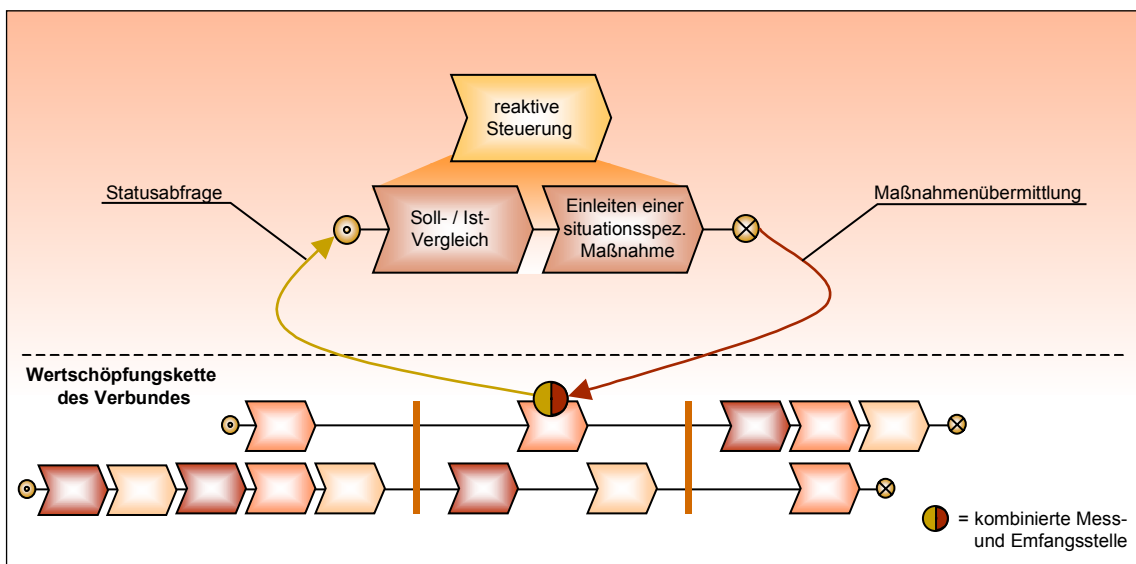 reaktive
Steuerung
Statusabfrage
Maßnahmenübermittlung
Soll- / Ist-
Vergleich
Einleiten einer
situationsspez.
Maßnahme
Wertschöpfungskette
des Verbundes
= kombinierte Mess-
und Emfangsstelle